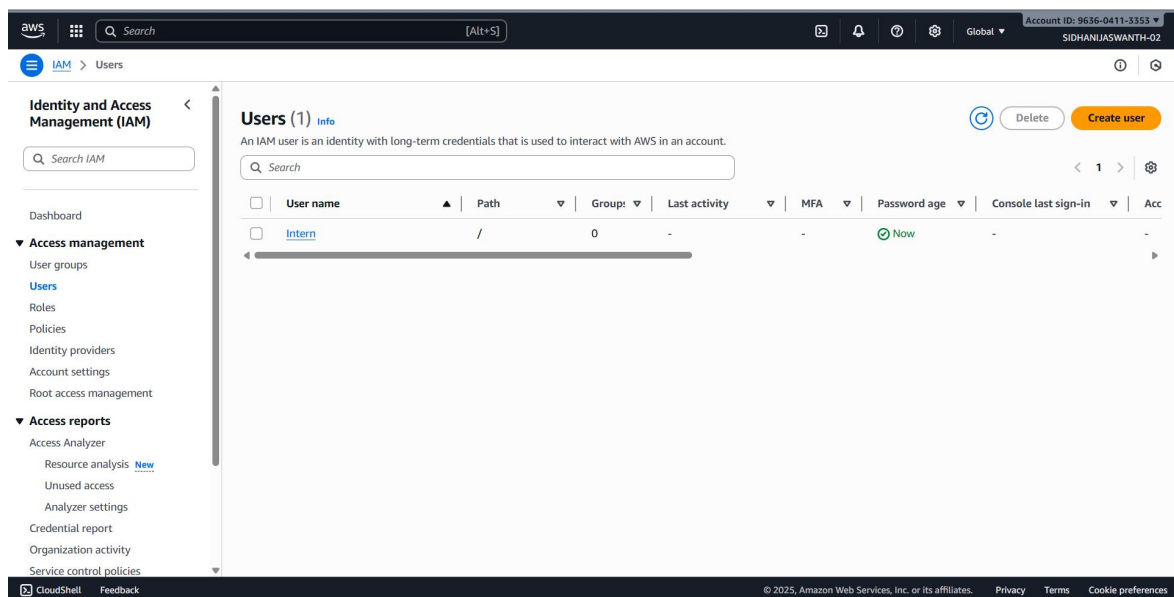 aws
Search [Alt+S]
Global ▼
Account ID: 9636-0411-3353 ▼
SIDHANIJASWANTH-02
IAM > Users
Identity and Access Management (IAM)
Search IAM
Dashboard
▼ Access management
User groups
Users
Roles
Policies
Identity providers
Account settings
Root access management
▼ Access reports
Access Analyzer
Resource analysis New
Unused access
Analyzer settings
Credential report
Organization activity
Service control policies
Users (1) Info
An IAM user is an identity with long-term credentials that is used to interact with AWS in an account.
Delete
Create user
Search
< 1 >
User name ▲ | Path ▽ | Group: ▽ | Last activity ▽ | MFA ▽ | Password age ▽ | Console last sign-in ▽ | Acc
Intern / 0 - - Now - -
CloudShell Feedback © 2025, Amazon Web Services, Inc. or its affiliates. Privacy Terms Cookie preferences